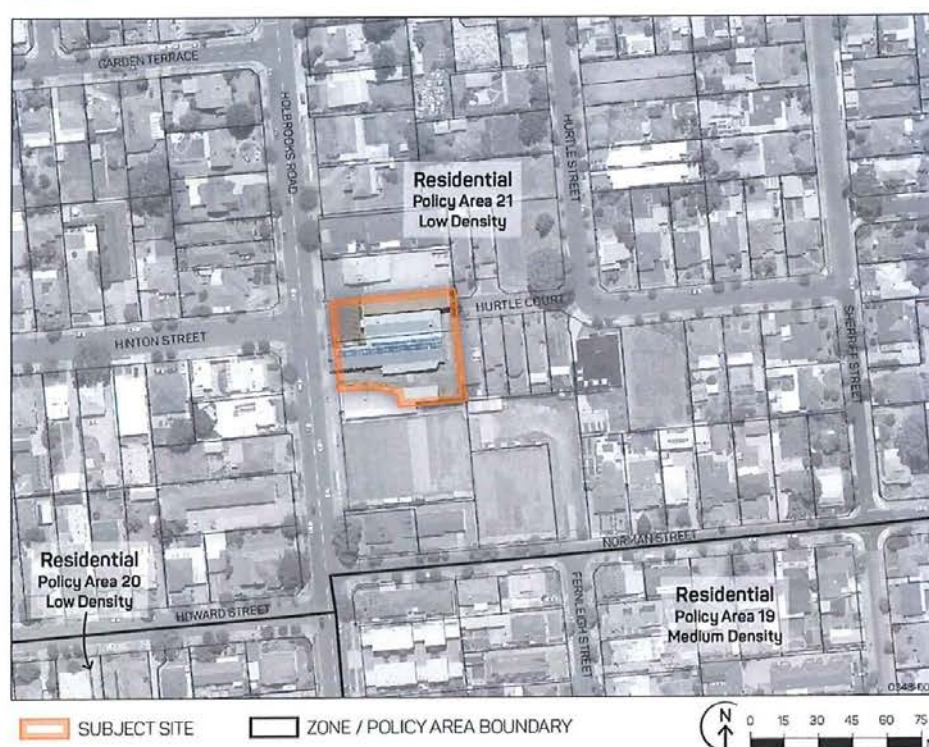 GARDEN TERRACE
HOLBROOKS ROAD
HURTLE STREET
Residential
Policy Area 21
Low Density
HURTLE COURT
HINTON STREET
SHERRIFF STREET
NORMAN STREET
Residential
Policy Area 20
Low Density
HOWARD STREET
FERNLEIGH STREET
Residential
Policy Area 19
Medium Density
SUBJECT SITE
ZONE / POLICY AREA BOUNDARY
N
0 15 30 45 60 75